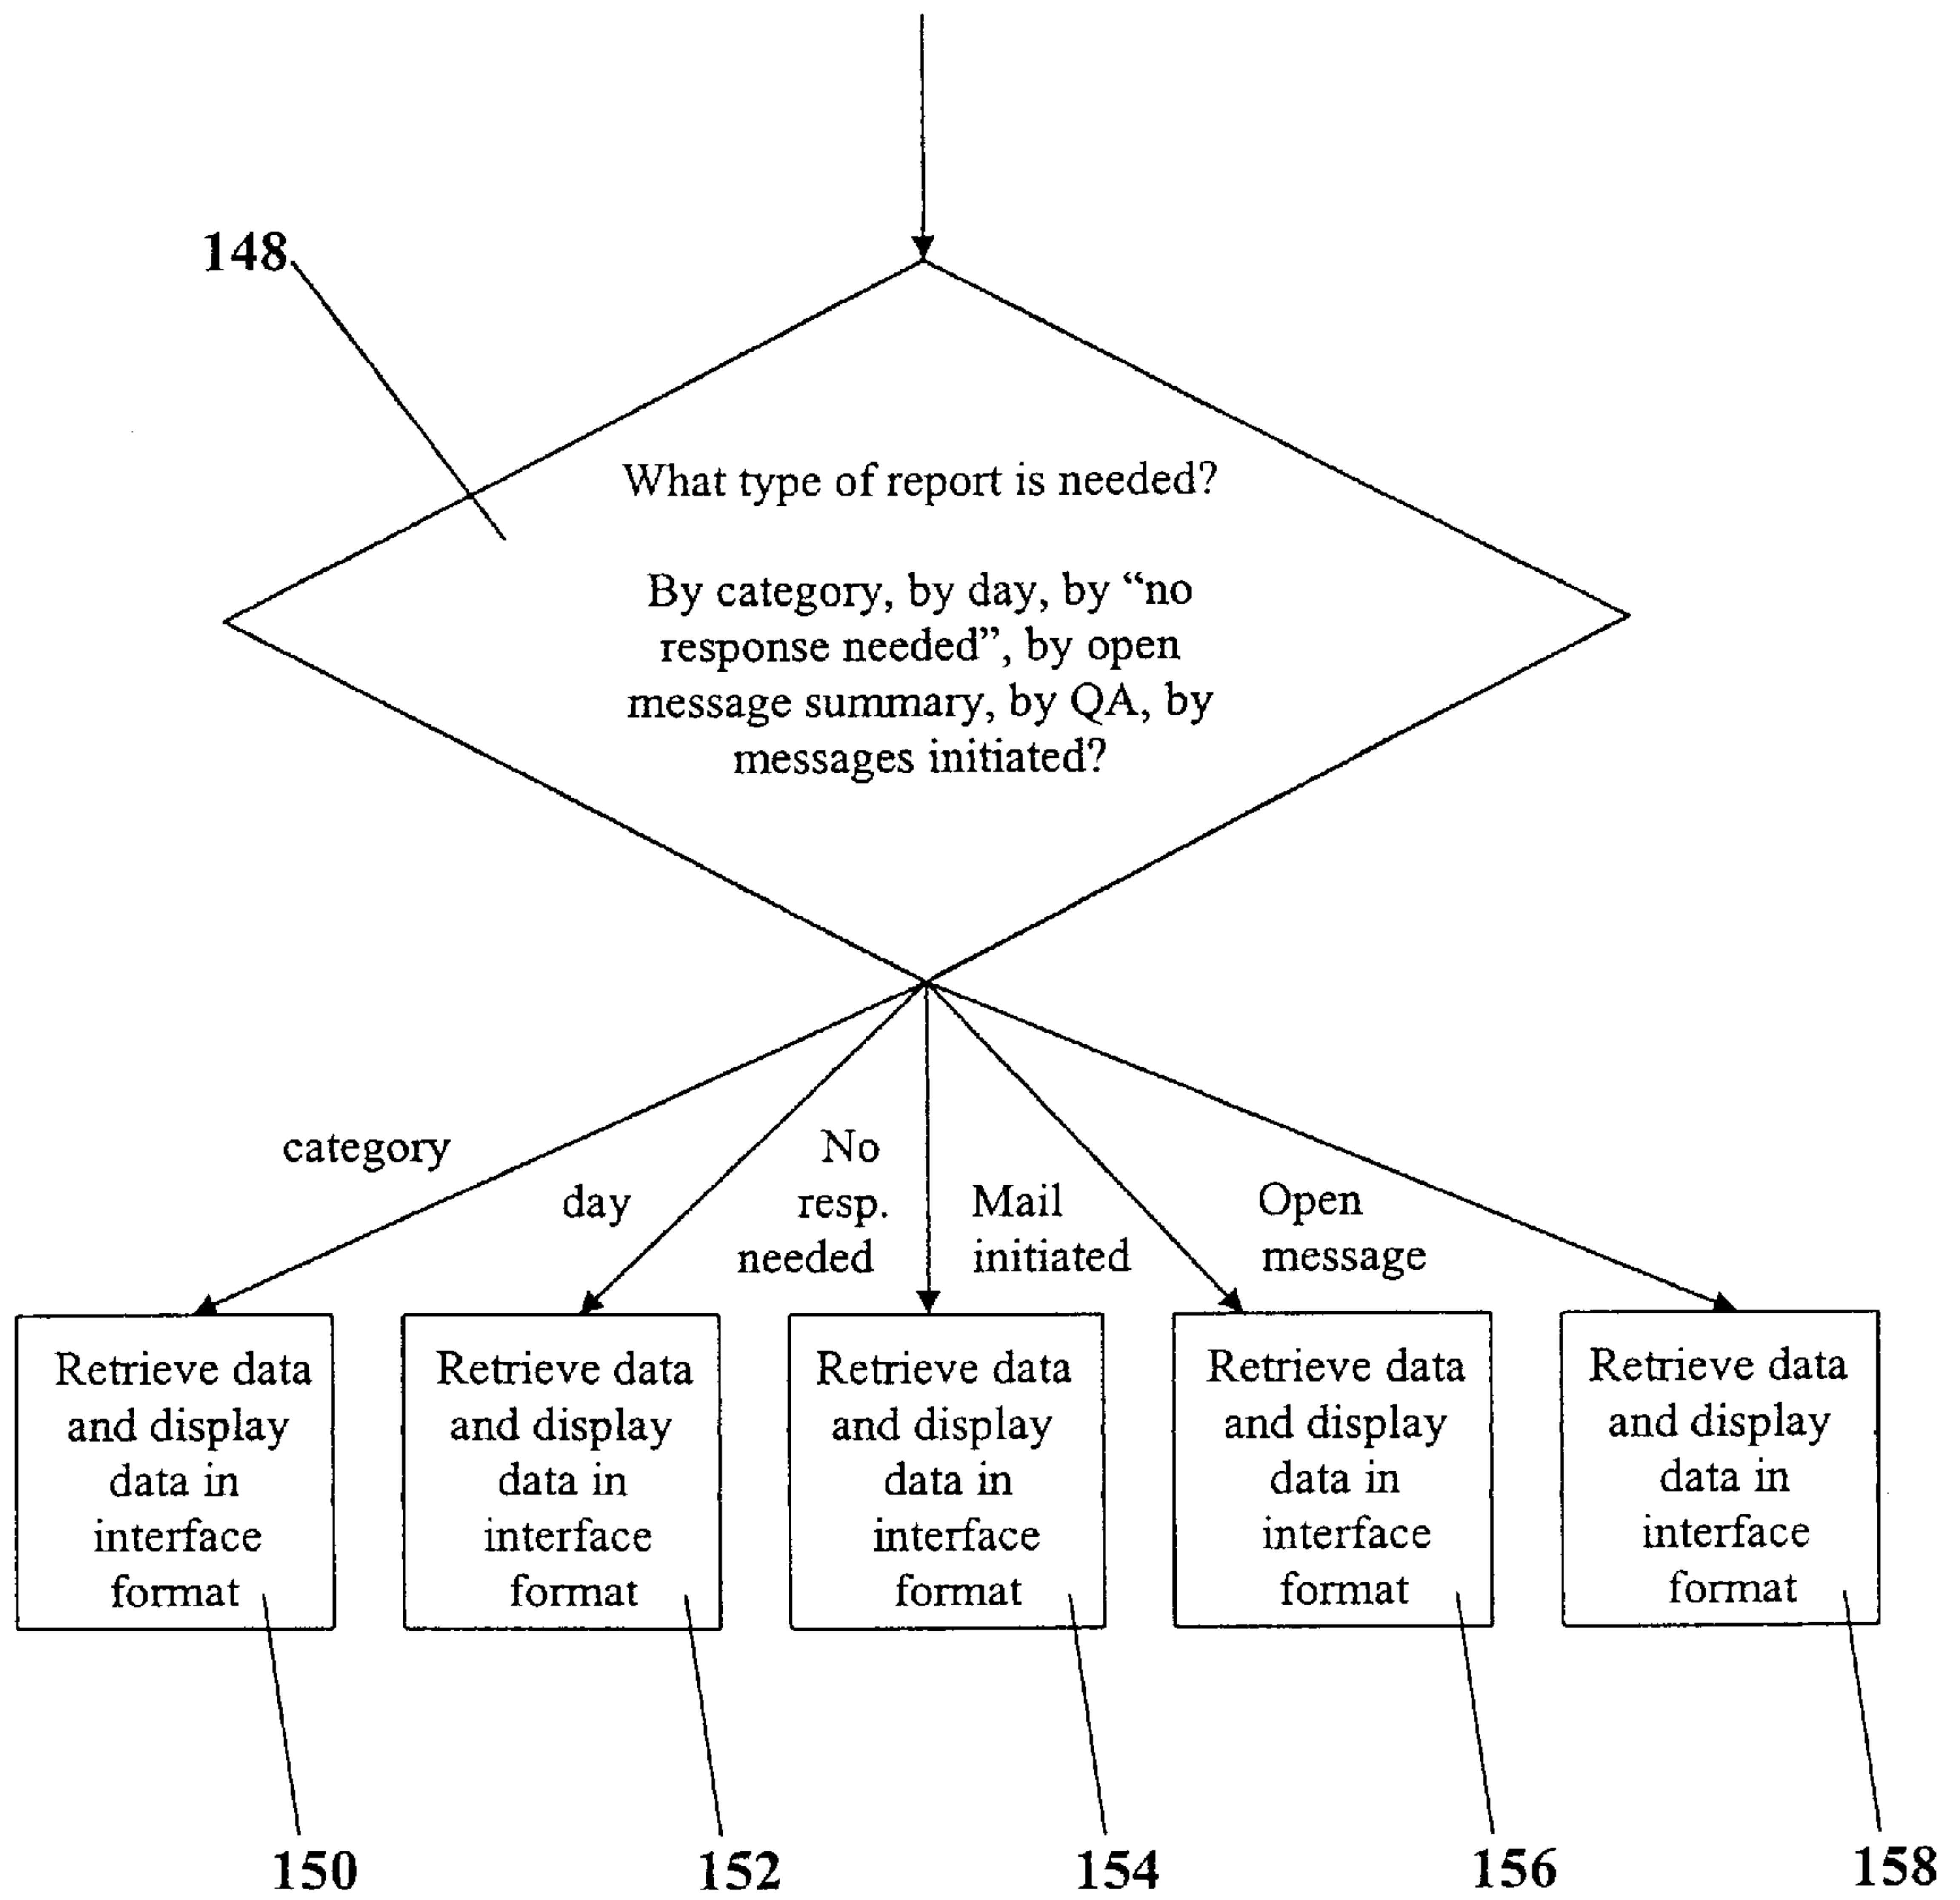 148
What type of report is needed?
By category, by day, by “no
response needed”, by open
message summary, by QA, by
messages initiated?
category
day
No
resp.
needed
Mail
initiated
Open
message
Retrieve data
and display
data in
interface
format
Retrieve data
and display
data in
interface
format
Retrieve data
and display
data in
interface
format
Retrieve data
and display
data in
interface
format
Retrieve data
and display
data in
interface
format
150
152
154
156
158